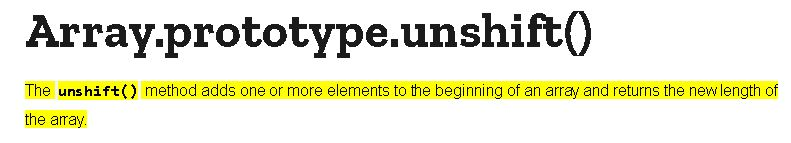 Array.prototype.unshift()
The unshift() method adds one or more elements to the beginning of an array and returns the new length of
the array.